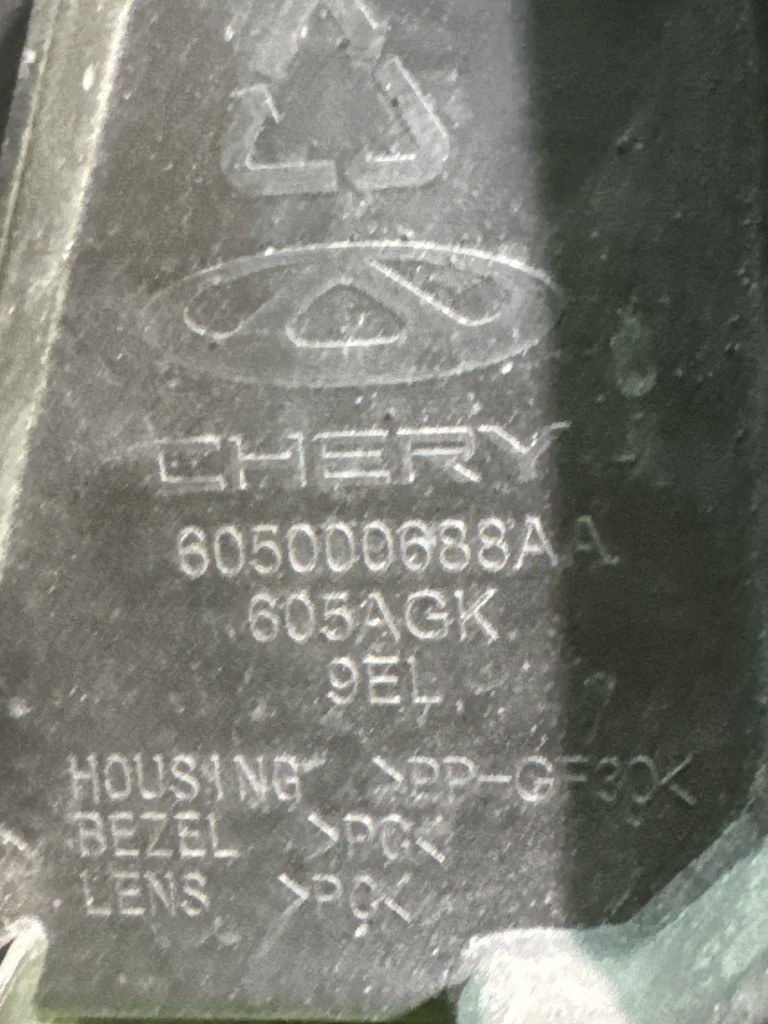 CHERY
605000688AA
605AGK
9EL
HOUSING >PP-GF30<
BEZEL >PC<
LENS >PC<